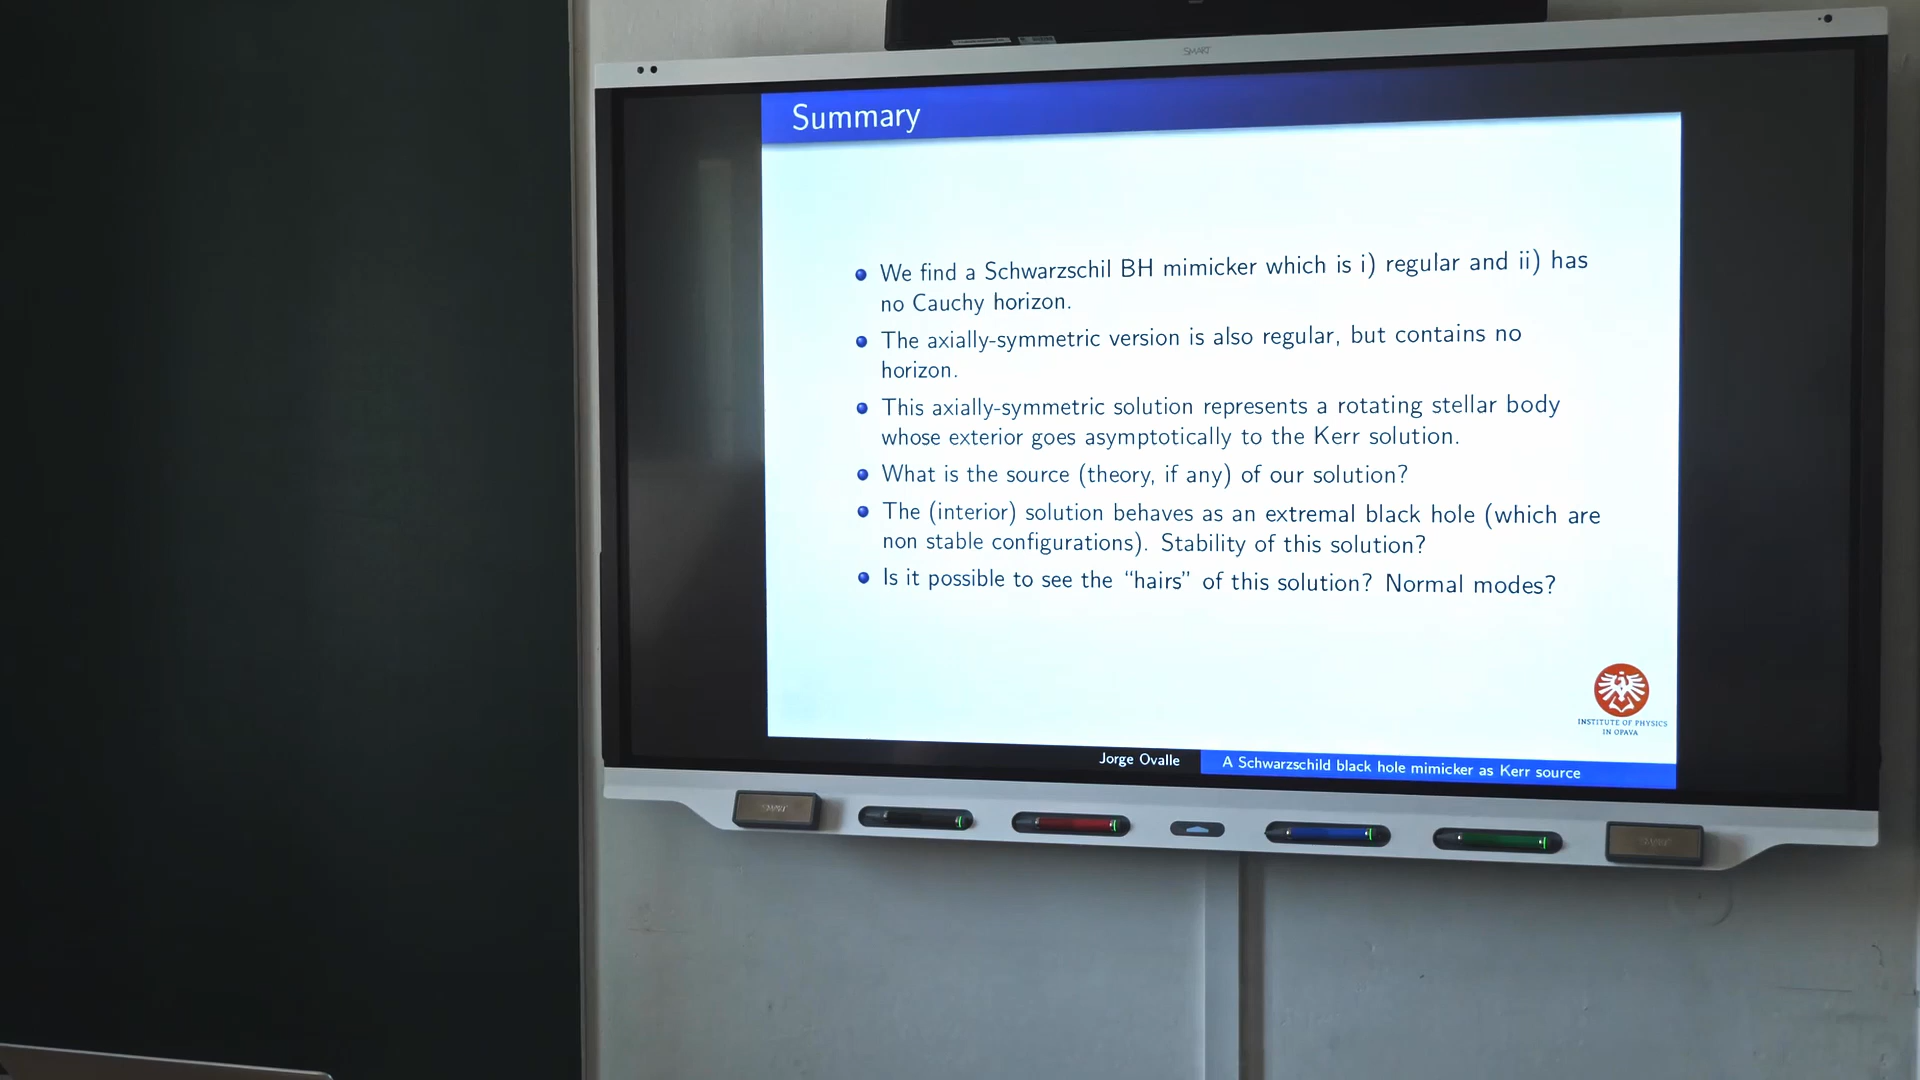 SMART
Summary
We find a Schwarzschil BH mimicker which is i) regular and ii) has
no Cauchy horizon.
The axially-symmetric version is also regular, but contains no
horizon.
This axially-symmetric solution represents a rotating stellar body
whose exterior goes asymptotically to the Kerr solution.
What is the source (theory, if any) of our solution?
The (interior) solution behaves as an extremal black hole (which are
non stable configurations). Stability of this solution?
Is it possible to see the “hairs” of this solution? Normal modes?
INSTITUTE OF PHYSICS
IN OPAVA
Jorge Ovalle
A Schwarzschild black hole mimicker as Kerr source
SMART
SMART